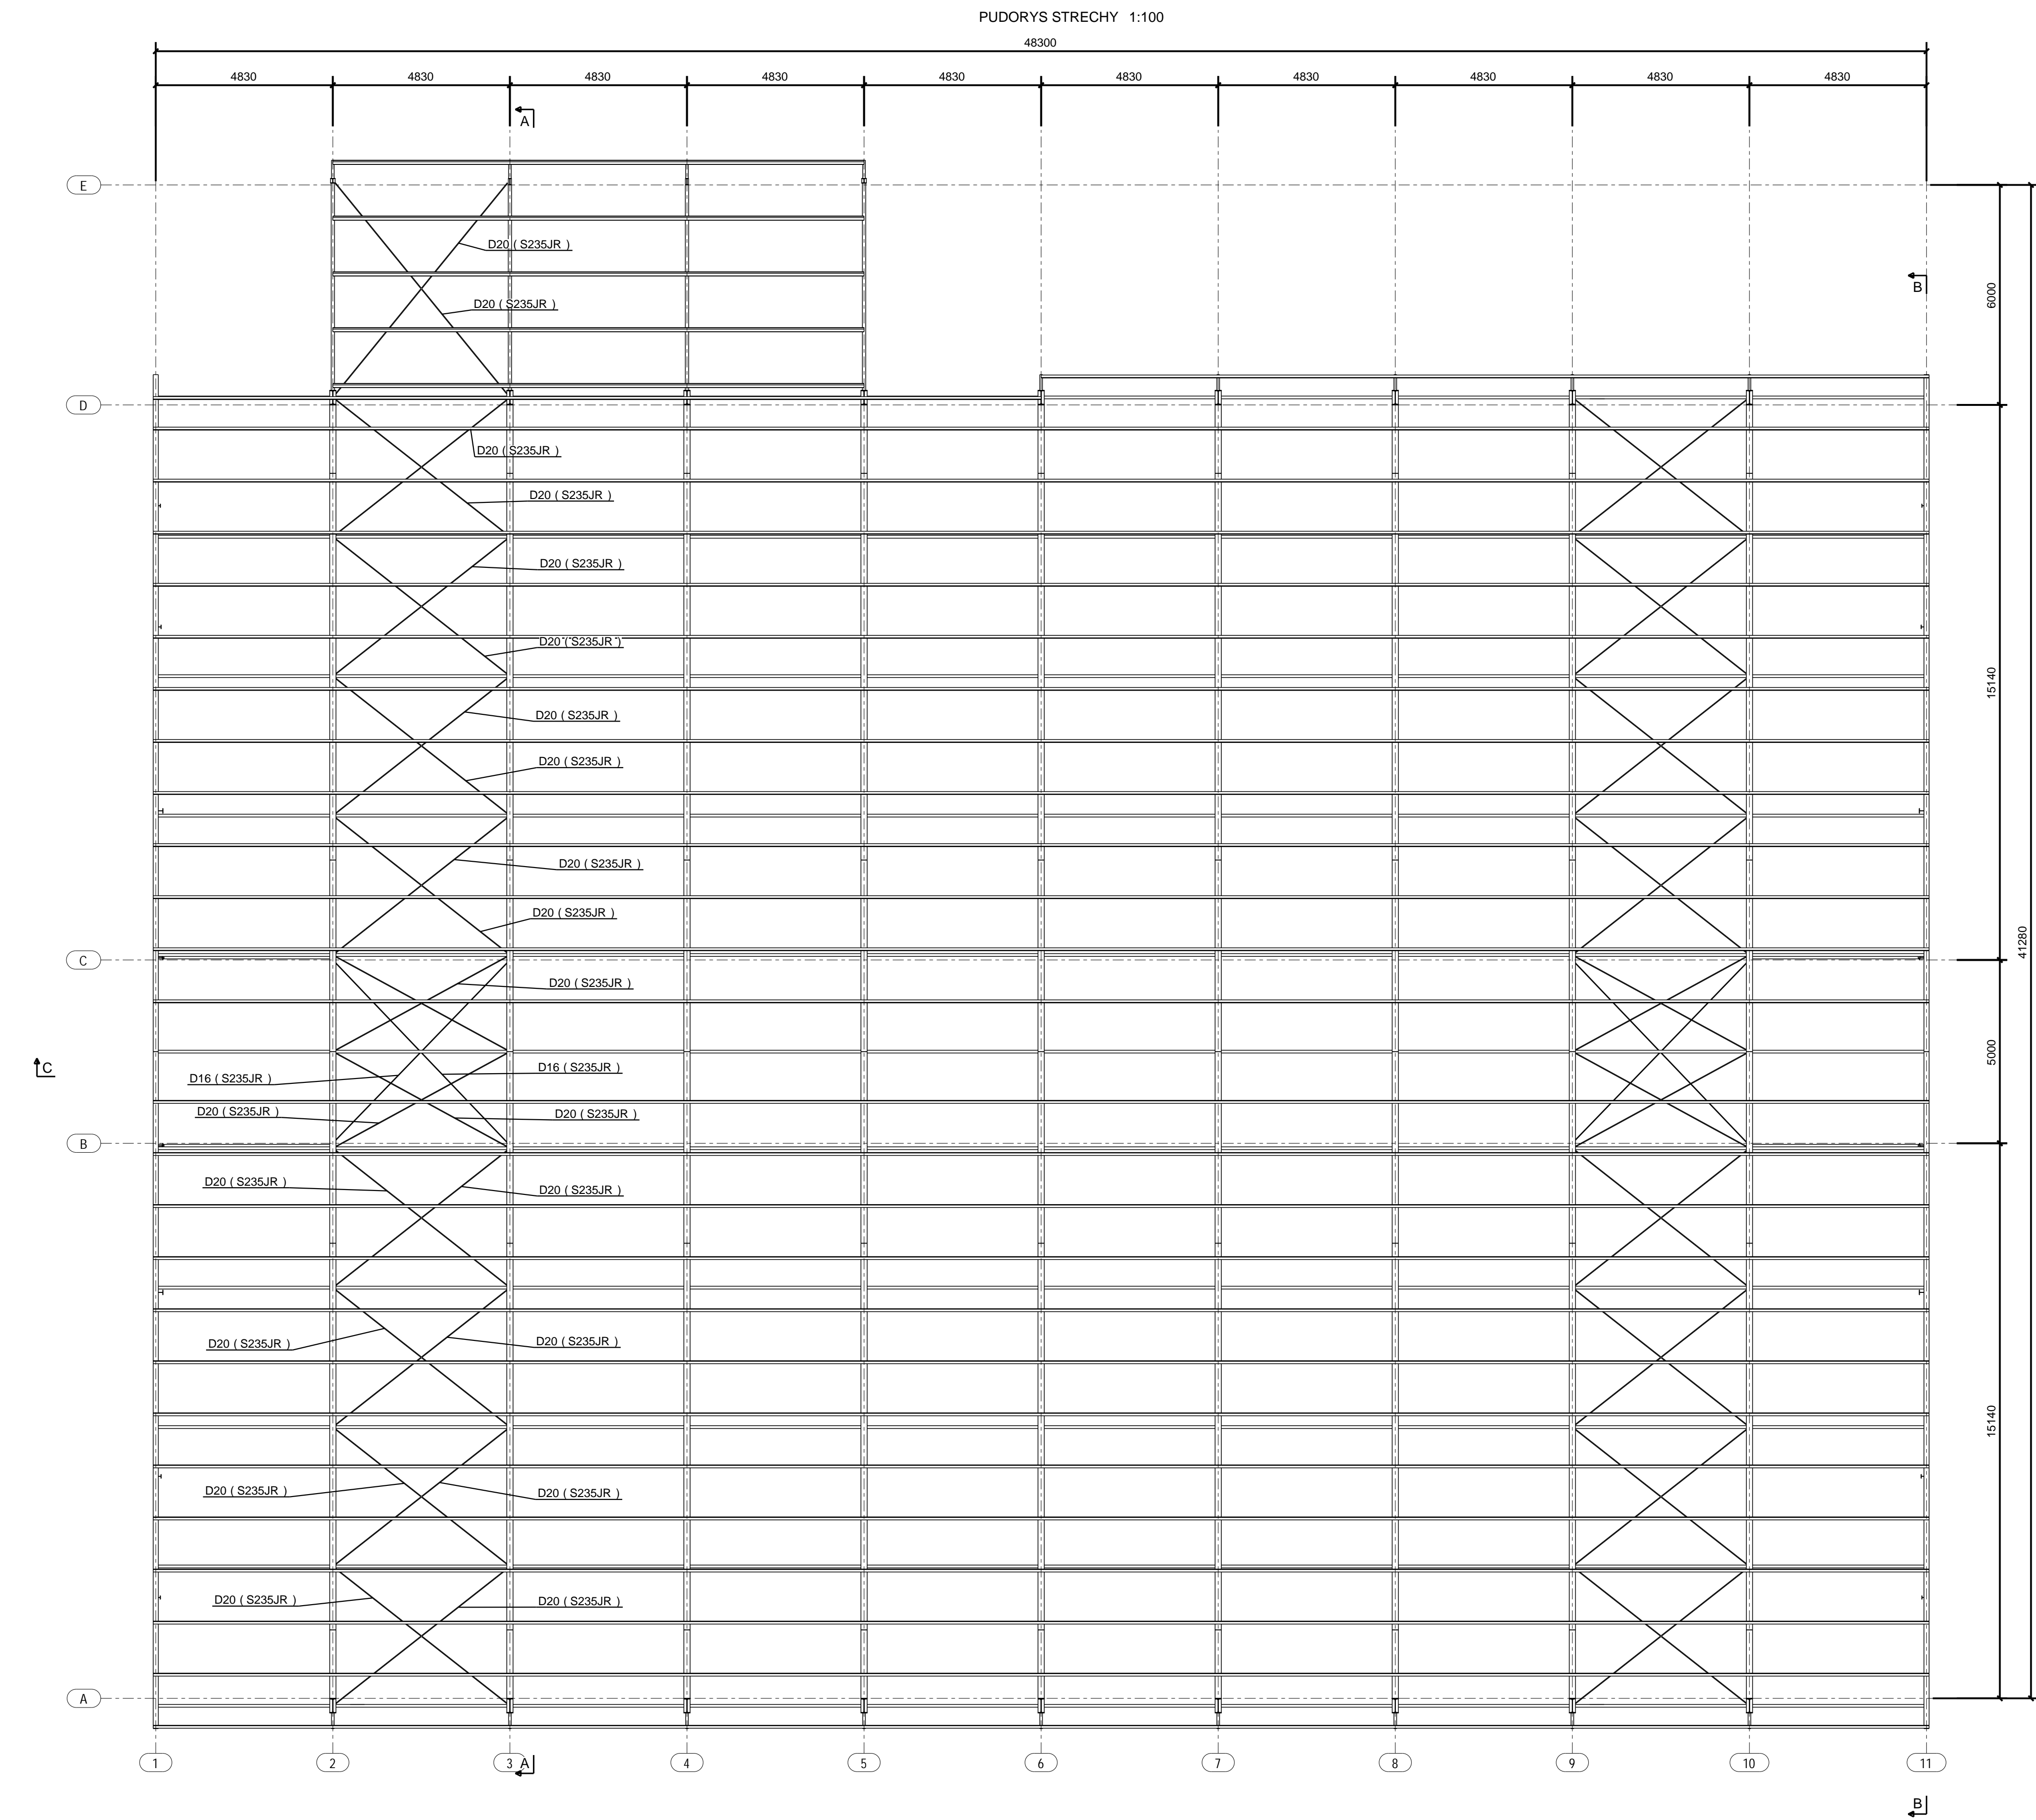 PUDORYS STRECHY 1:100
48300
4830 4830 4830 4830 4830 4830 4830 4830 4830 4830
A
E
D20 ( S235JR )
B
6000
D20 ( S235JR )
D
D20 ( S235JR )
D20 ( S235JR )
D20 ( S235JR )
D20 ( S235JR )
15140
D20 ( S235JR )
D20 ( S235JR )
D20 ( S235JR )
D20 ( S235JR )
41280
C
D20 ( S235JR )
5000
C
D16 ( S235JR )
D16 ( S235JR )
D20 ( S235JR )
D20 ( S235JR )
B
D20 ( S235JR )
D20 ( S235JR )
D20 ( S235JR )
D20 ( S235JR )
15140
D20 ( S235JR )
D20 ( S235JR )
D20 ( S235JR )
D20 ( S235JR )
A
1 2 3 A 4 5 6 7 8 9 10 11
B